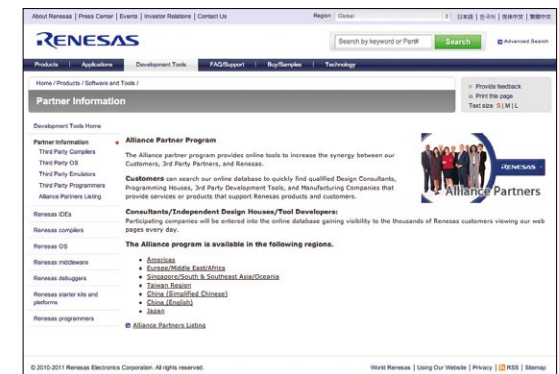 About Renesas | Press Center | Events | Investor Relations | Contact Us
Region Global
日本語 | 한국어 | 简体中文 | 繁體中文
RENESAS
Search by keyword or Part#
Search
Advanced Search
Products | Applications Development Tools FAQ/Support | Buy/Samples | Technology
Home / Products / Software and Tools /
Partner Information
Provide feedback
Print this page
Text size S | M | L
Development Tools Home
Partner Information
Third Party Compilers
Third Party OS
Third Party Emulators
Third Party Programmers
Alliance Partners Listing
Renesas IDEs
Renesas compilers
Renesas OS
Renesas middleware
Renesas debuggers
Renesas starter kits and
platforms
Renesas programmers
Alliance Partner Program
The Alliance partner program provides online tools to increase the synergy between our
Customers, 3rd Party Partners, and Renesas.
Customers can search our online database to quickly find qualified Design Consultants,
Programming Houses, 3rd Party Development Tools, and Manufacturing Companies that
provide services or products that support Renesas products and customers.
RENESAS
Alliance Partners
Consultants/Independent Design Houses/Tool Developers:
Participating companies will be entered into the online database gaining visibility to the thousands of Renesas customers viewing our web
pages every day.
The Alliance program is available in the following regions.
Americas
Europe/Middle East/Africa
Singapore/South & Southeast Asia/Oceania
Taiwan Region
China (Simplified Chinese)
China (English)
Japan
Alliance Partners Listing
© 2010-2011 Renesas Electronics Corporation. All rights reserved.
World Renesas | Using Our Website | Privacy | RSS | Sitemap